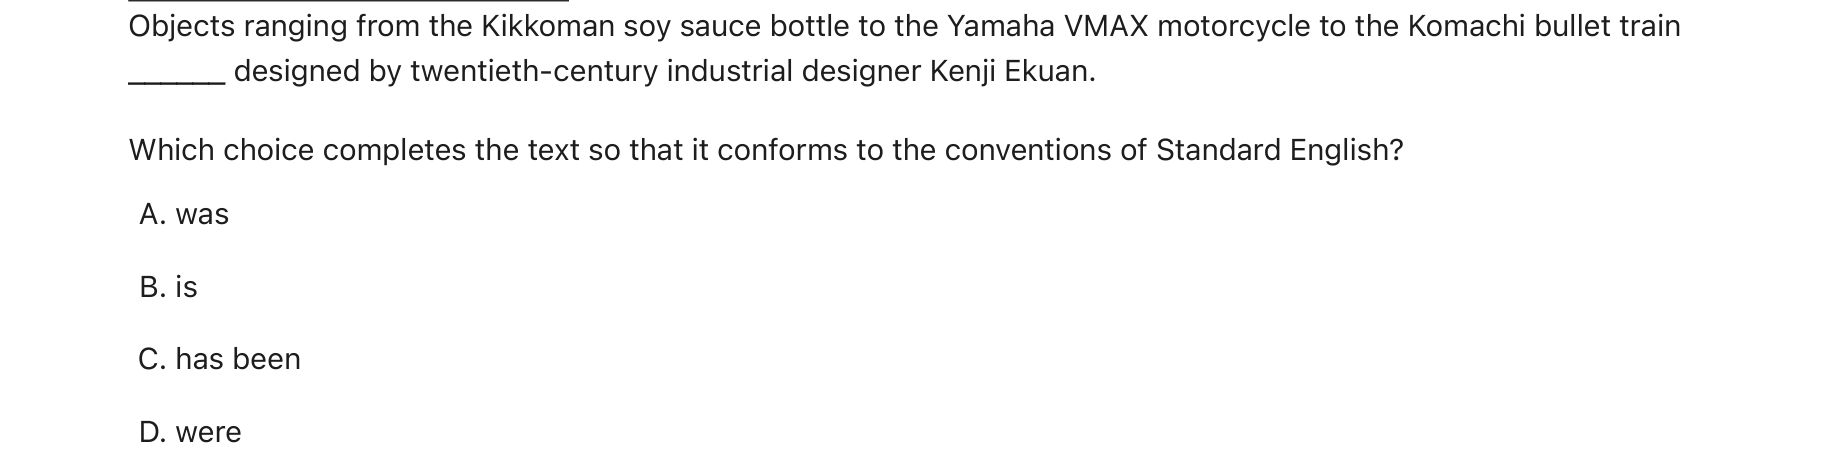 Objects ranging from the Kikkoman soy sauce bottle to the Yamaha VMAX motorcycle to the Komachi bullet train
______ designed by twentieth-century industrial designer Kenji Ekuan.
Which choice completes the text so that it conforms to the conventions of Standard English?
A. was
B. is
C. has been
D. were